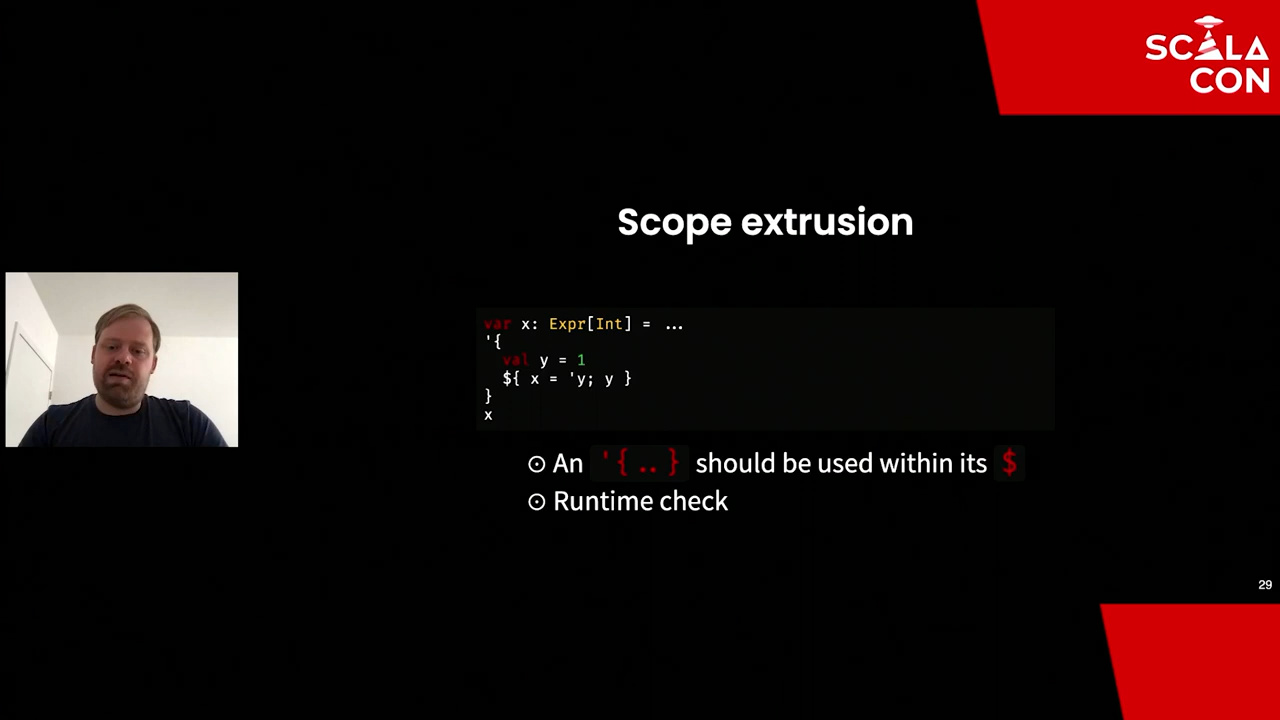 SCALA
CON
Scope extrusion
var x: Expr[Int] = ...
'{
  val y = 1
  ${ x = 'y; y }
}
x
⊙ An '{..} should be used within its $
⊙ Runtime check
29